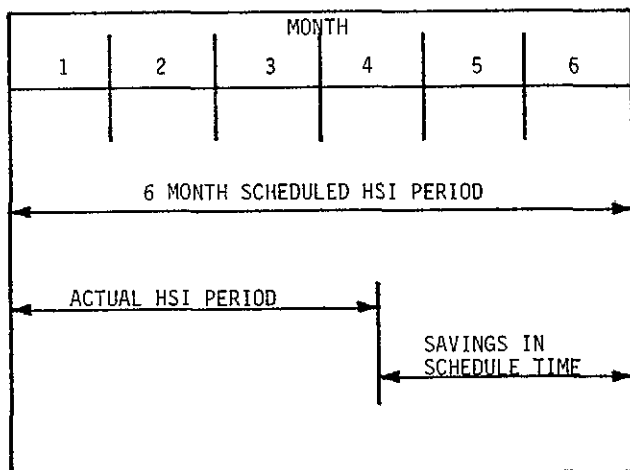 MONTH
1 2 3 4 5 6
6 MONTH SCHEDULED HSI PERIOD
ACTUAL HSI PERIOD
SAVINGS IN
SCHEDULE TIME